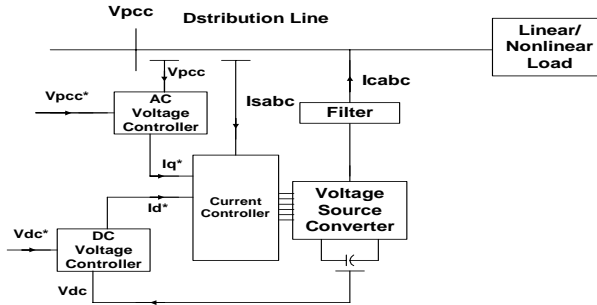 Vpcc
Dstribution Line
Linear/
Nonlinear
Load
Vpcc
Vpcc*
AC
Voltage
Controller
Isabc
Icabc
Filter
Iq*
Id*
Current
Controller
Voltage
Source
Converter
Vdc*
DC
Voltage
Controller
Vdc